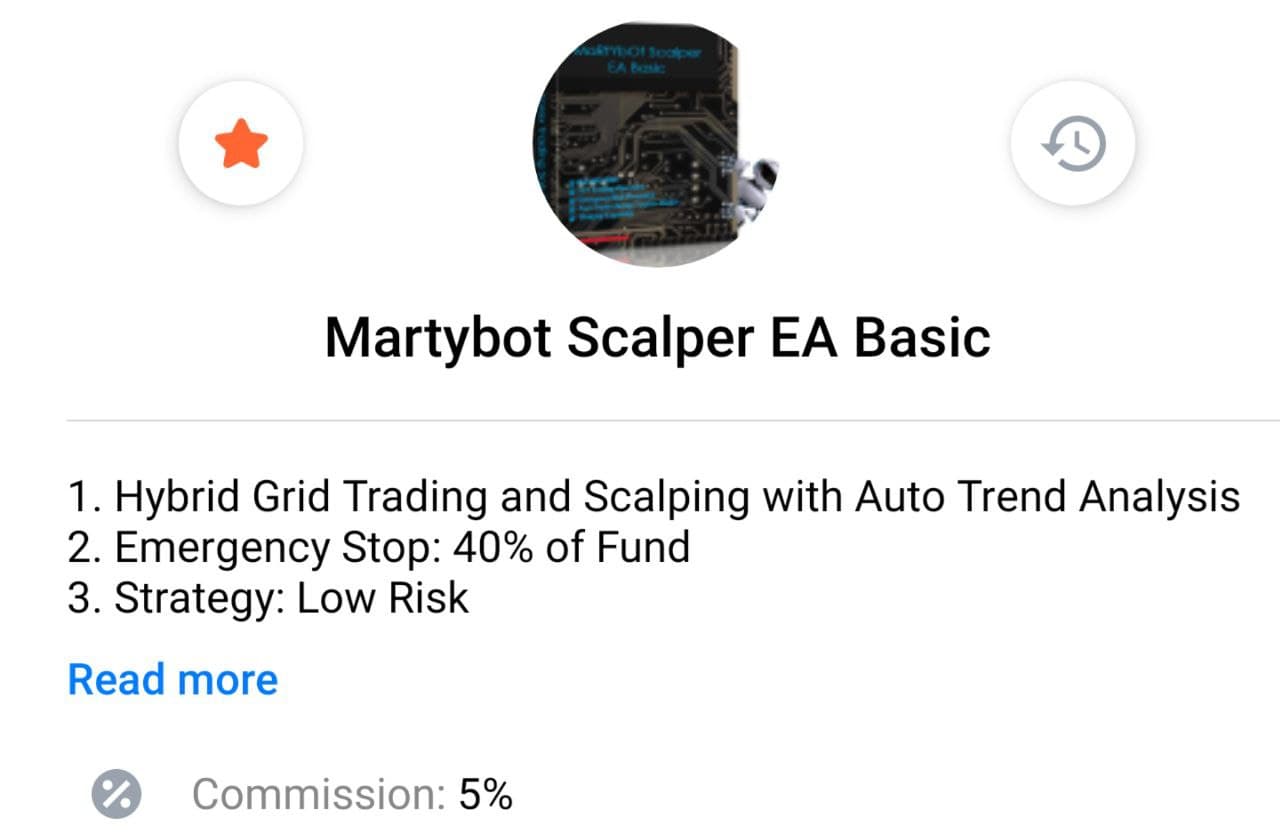 MaRTYbOt Scalper
EA Basic
Martybot Scalper EA Basic
1. Hybrid Grid Trading and Scalping with Auto Trend Analysis
2. Emergency Stop: 40% of Fund
3. Strategy: Low Risk
Read more
Commission: 5%